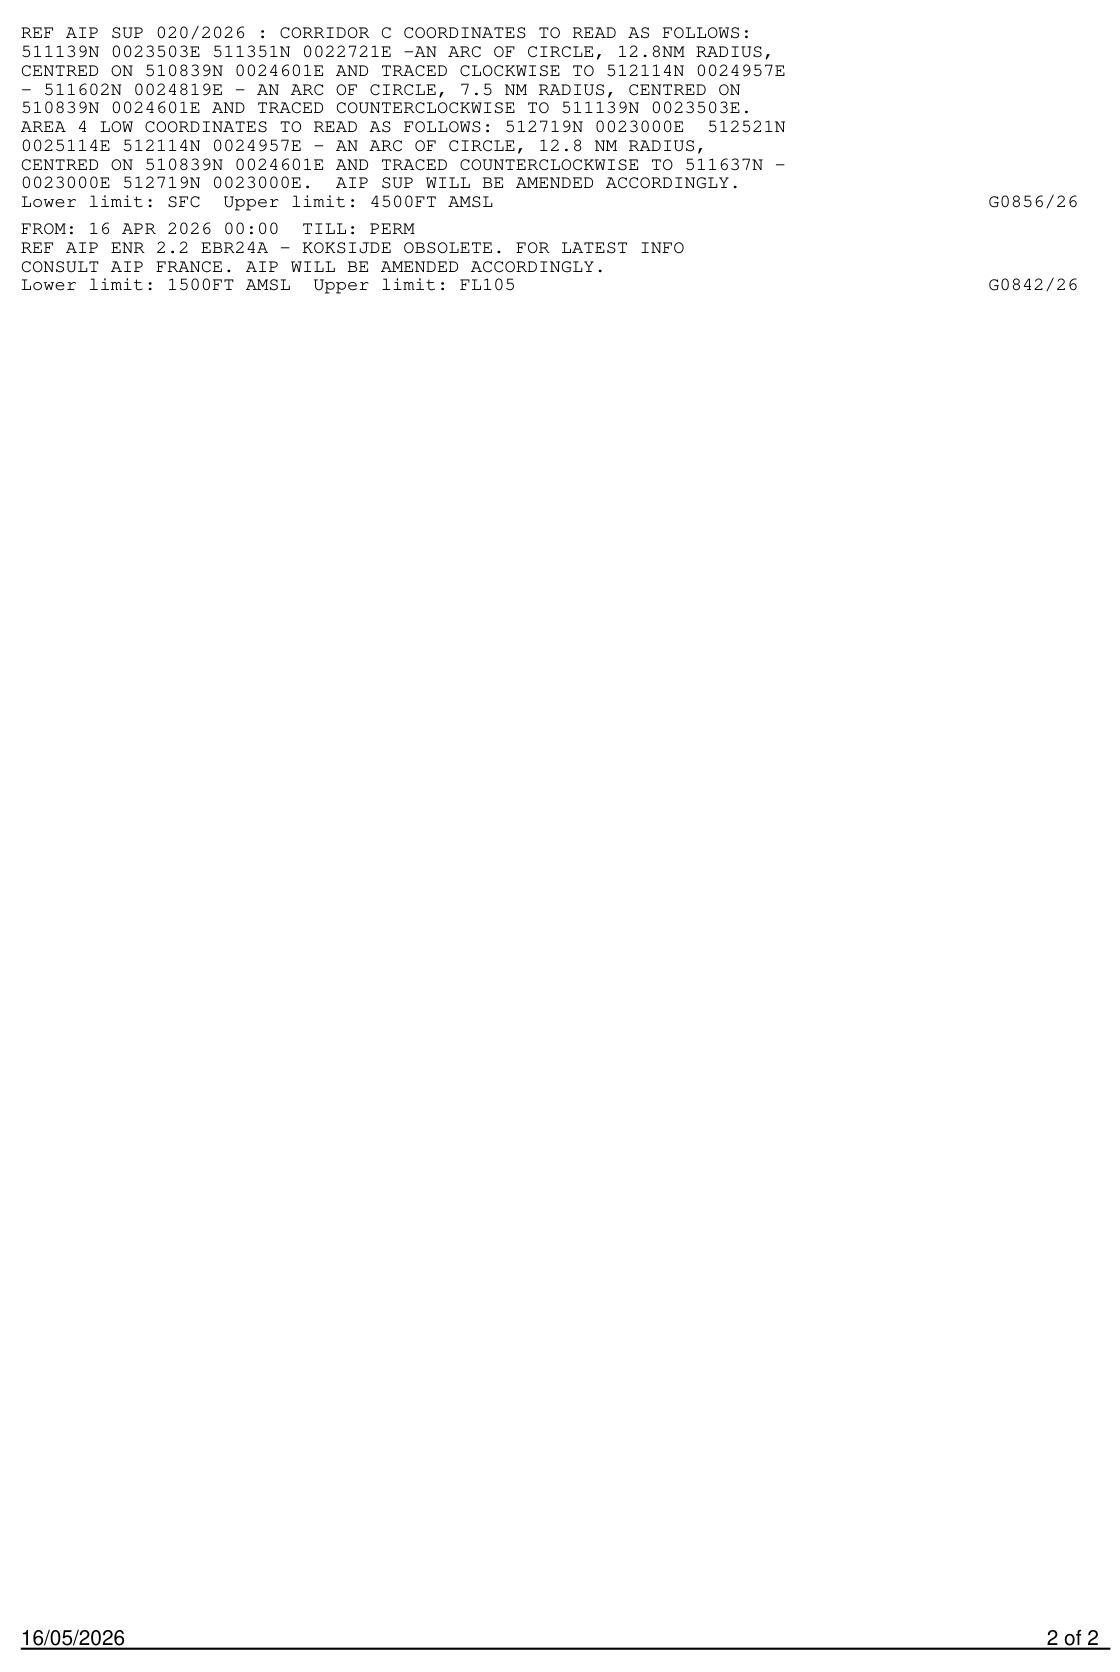 REF AIP SUP 020/2026 : CORRIDOR C COORDINATES TO READ AS FOLLOWS:
511139N 0023503E 511351N 0022721E -AN ARC OF CIRCLE, 12.8NM RADIUS,
CENTRED ON 510839N 0024601E AND TRACED CLOCKWISE TO 512114N 0024957E
- 511602N 0024819E - AN ARC OF CIRCLE, 7.5 NM RADIUS, CENTRED ON
510839N 0024601E AND TRACED COUNTERCLOCKWISE TO 511139N 0023503E.
AREA 4 LOW COORDINATES TO READ AS FOLLOWS: 512719N 0023000E  512521N
0025114E 512114N 0024957E - AN ARC OF CIRCLE, 12.8 NM RADIUS,
CENTRED ON 510839N 0024601E AND TRACED COUNTERCLOCKWISE TO 511637N -
0023000E 512719N 0023000E.  AIP SUP WILL BE AMENDED ACCORDINGLY.
Lower limit: SFC  Upper limit: 4500FT AMSL G0856/26
FROM: 16 APR 2026 00:00  TILL: PERM
REF AIP ENR 2.2 EBR24A - KOKSIJDE OBSOLETE. FOR LATEST INFO
CONSULT AIP FRANCE. AIP WILL BE AMENDED ACCORDINGLY.
Lower limit: 1500FT AMSL  Upper limit: FL105 G0842/26
16/05/2026 2 of 2